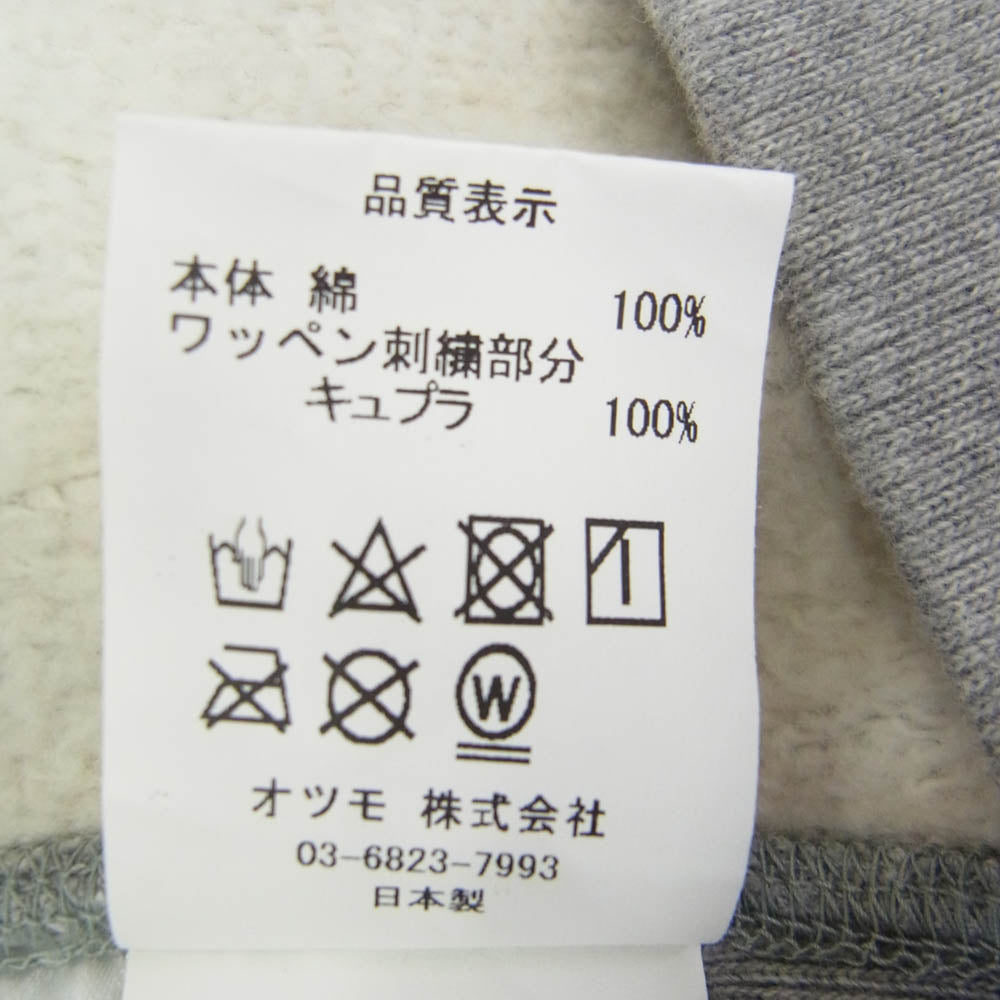 品質表示
本体 綿 100%
ワッペン刺繍部分
キュプラ 100%
W
オツモ 株式会社
03-6823-7993
日本製